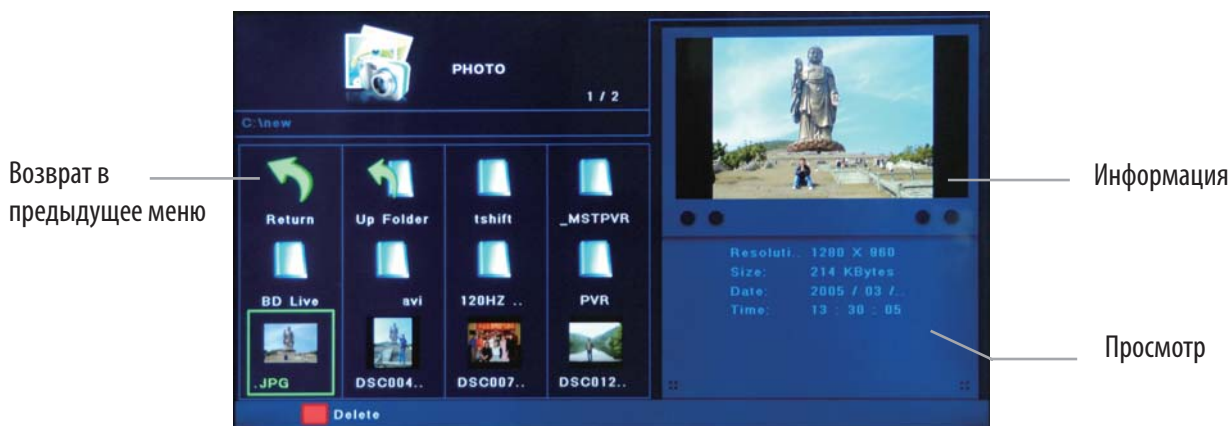 PHOTO
1 / 2
C:\new
Возврат в
предыдущее меню
Информация
Return
Up Folder
tshift
_MSTPVR
BD Live
avi
120HZ ..
PVR
Resoluti.. 1280 X 960
Size: 214 KBytes
Date: 2005 / 03 /..
Time: 13 : 30 : 05
Просмотр
.JPG
DSC004..
DSC007..
DSC012..
Delete